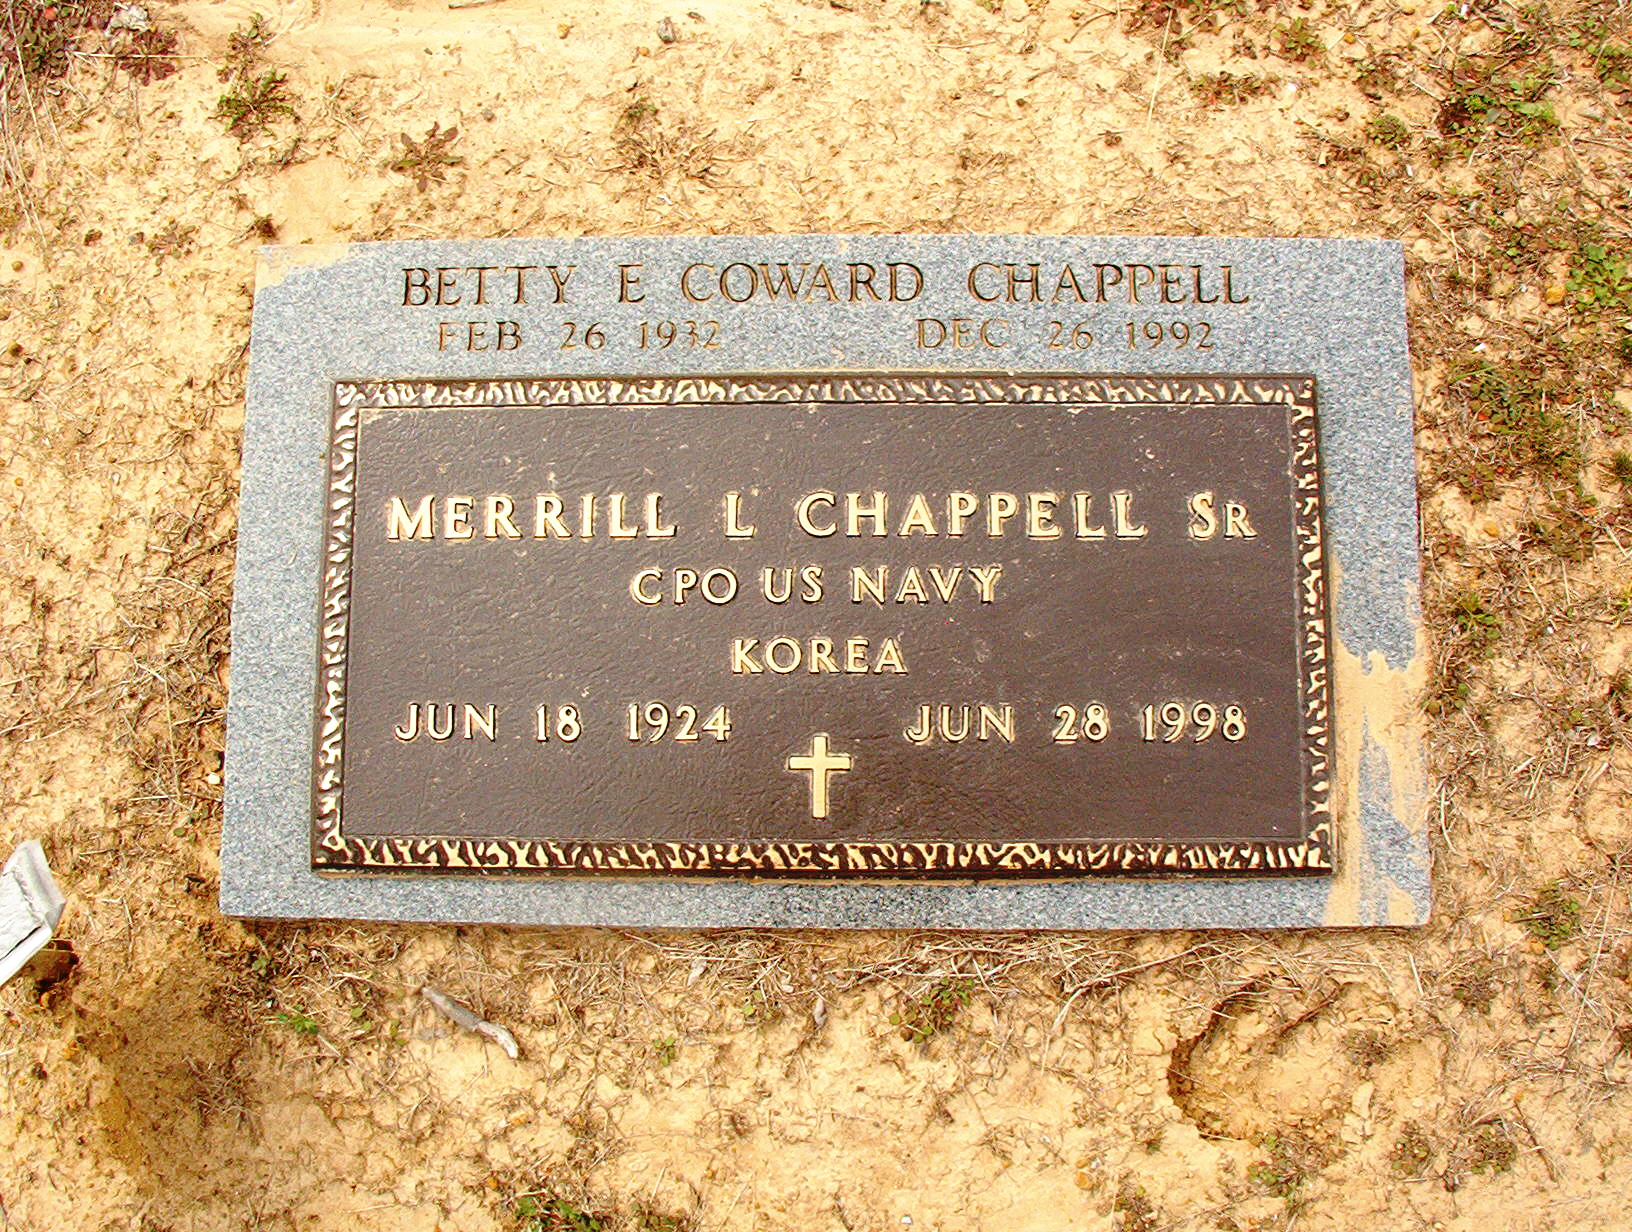 BETTY E COWARD CHAPPELL
FEB 26 1932 DEC 26 1992
MERRILL L CHAPPELL SR
CPO US NAVY
KOREA
JUN 18 1924 JUN 28 1998